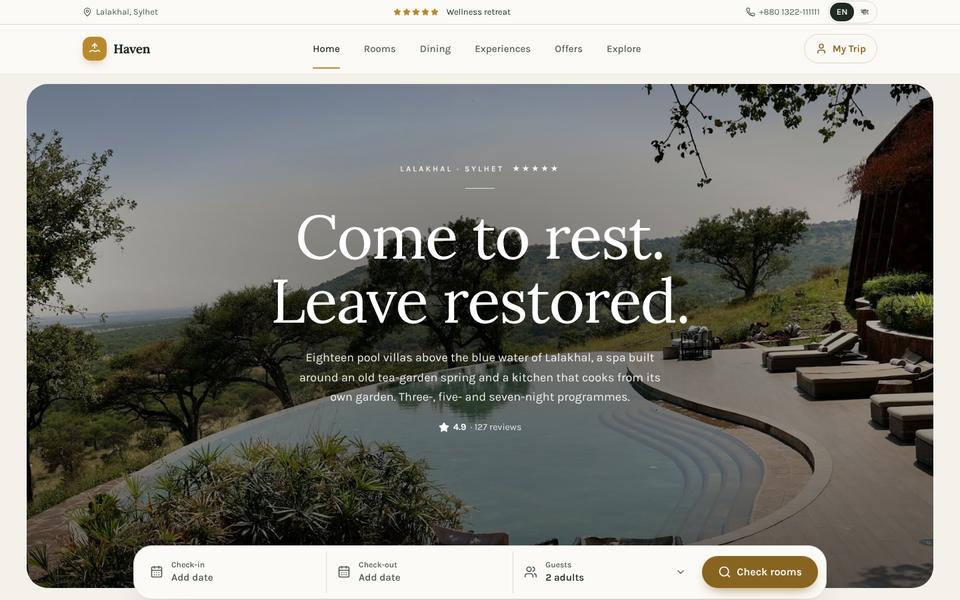 Lalakhal, Sylhet
Wellness retreat
+880 1322-111111
EN
বাং
Haven
Home
Rooms
Dining
Experiences
Offers
Explore
My Trip
LALAKHAL · SYLHET ★★★★★
Come to rest.
Leave restored.
Eighteen pool villas above the blue water of Lalakhal, a spa built
around an old tea-garden spring and a kitchen that cooks from its
own garden. Three-, five- and seven-night programmes.
4.9 · 127 reviews
Check-in
Add date
Check-out
Add date
Guests
2 adults
Check rooms